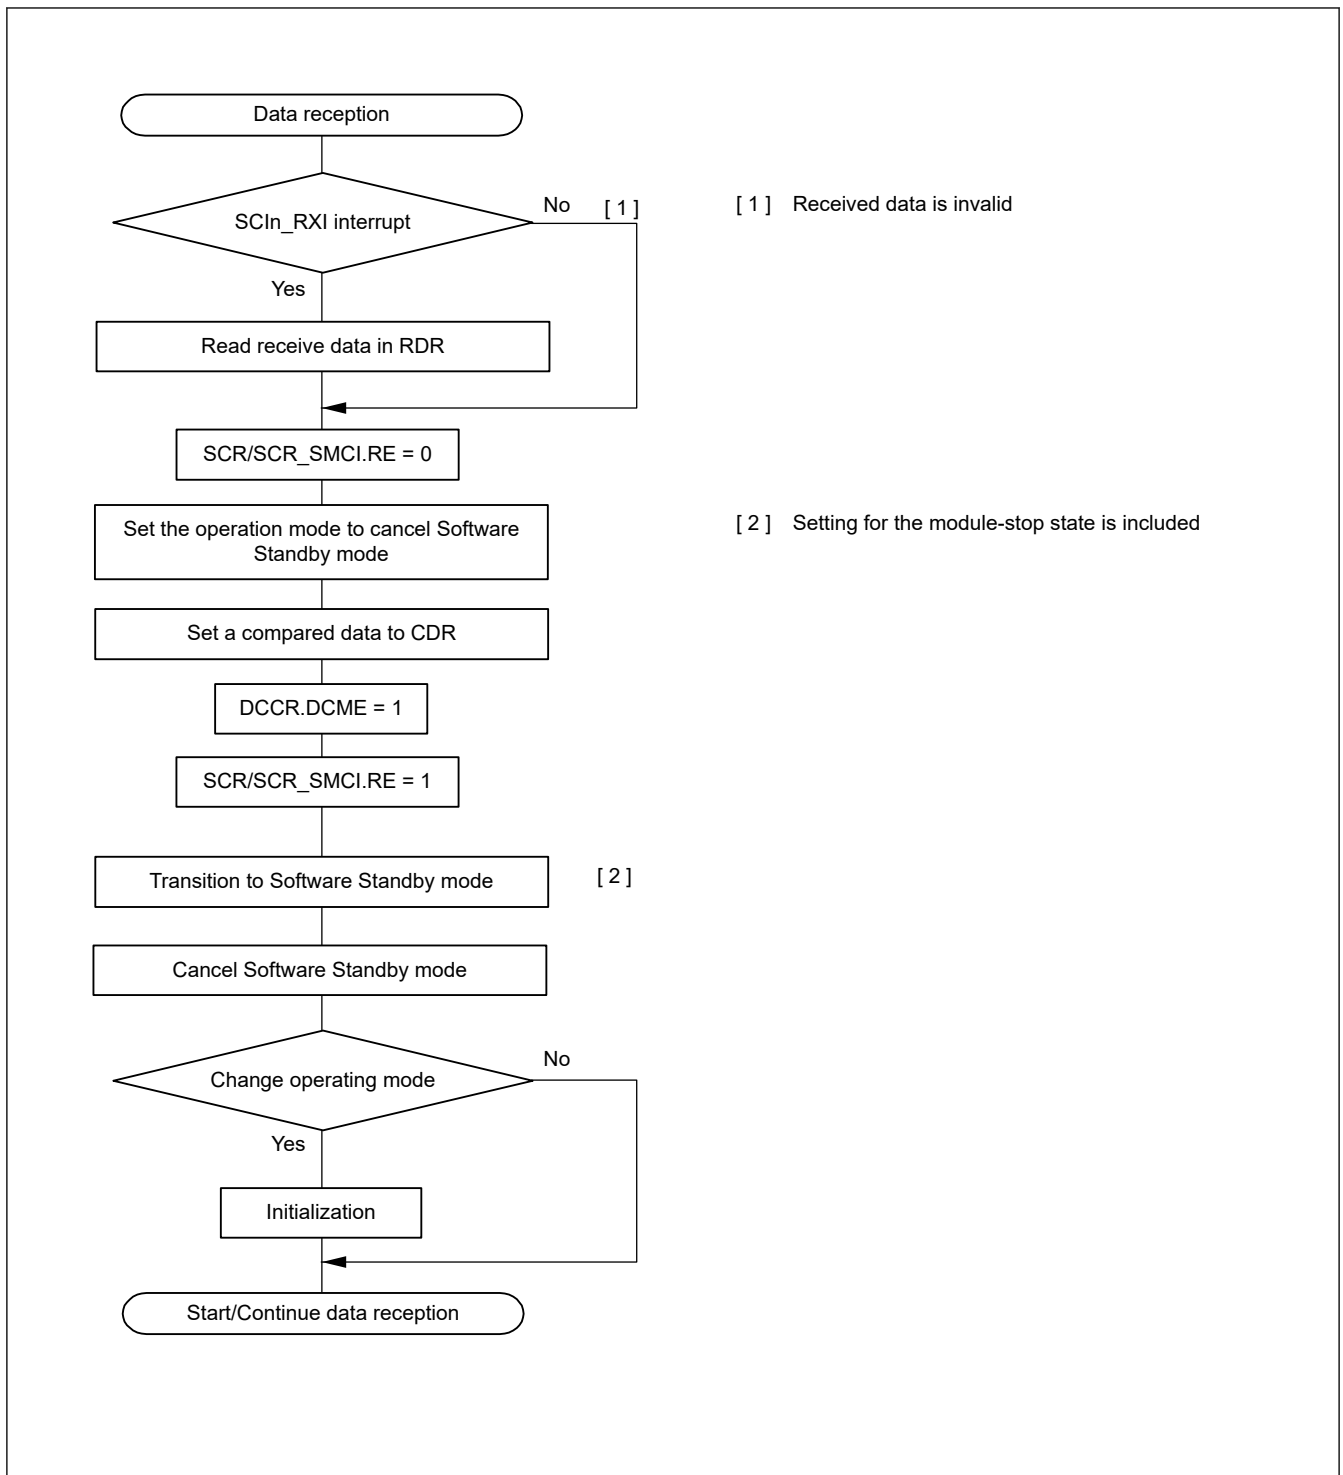 Data reception
SCIn_RXI interrupt
No
[ 1 ]
[ 1 ] Received data is invalid
Yes
Read receive data in RDR
SCR/SCR_SMCI.RE = 0
Set the operation mode to cancel Software
Standby mode
[ 2 ] Setting for the module-stop state is included
Set a compared data to CDR
DCCR.DCME = 1
SCR/SCR_SMCI.RE = 1
Transition to Software Standby mode
[ 2 ]
Cancel Software Standby mode
Change operating mode
No
Yes
Initialization
Start/Continue data reception